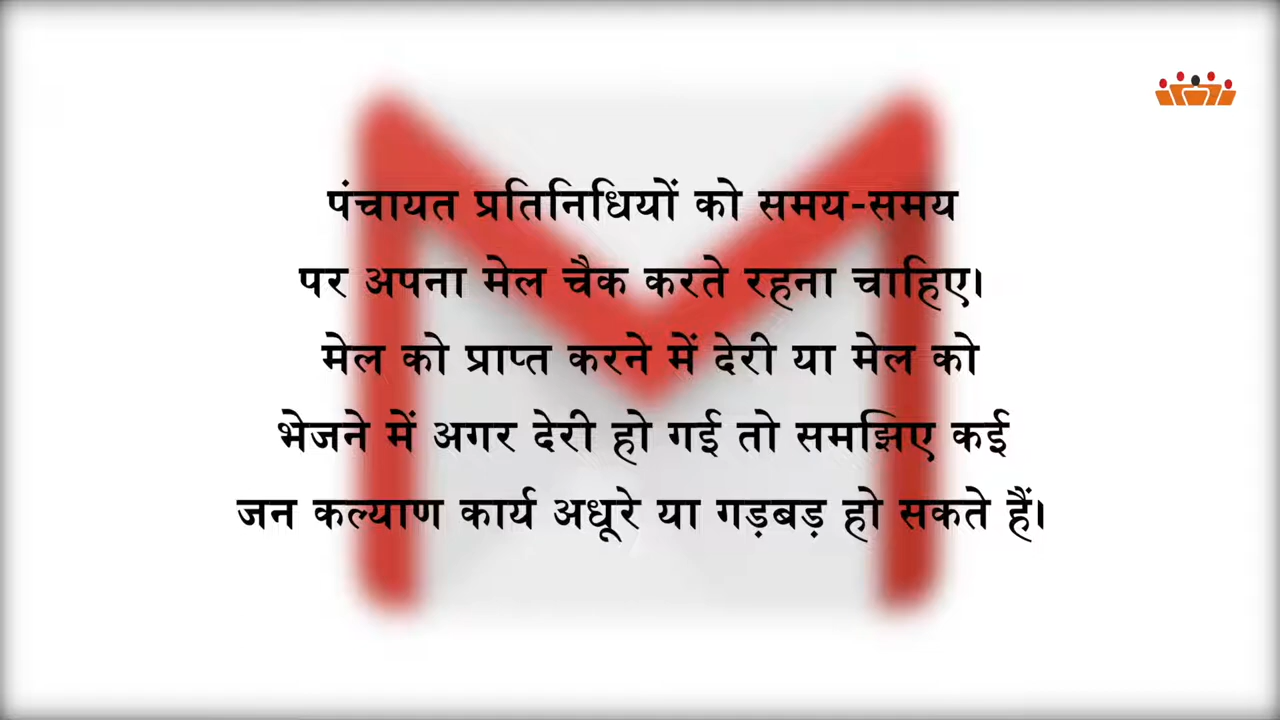 पंचायत प्रतिनिधियों को समय-समय
पर अपना मेल चैक करते रहना चाहिए।
मेल को प्राप्त करने में देरी या मेल को
भेजने में अगर देरी हो गई तो समझिए कई
जन कल्याण कार्य अधूरे या गड़बड़ हो सकते हैं।